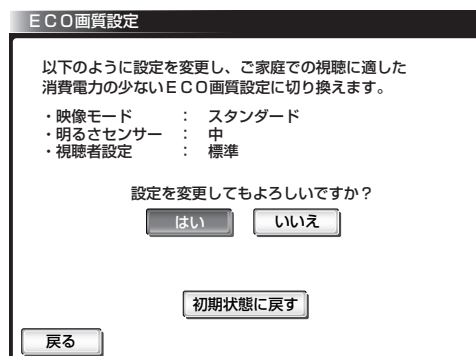 ECO画質設定
以下のように設定を変更し、ご家庭での視聴に適した
消費電力の少ないECO画質設定に切り換えます。
・映像モード ： スタンダード
・明るさセンサー ： 中
・視聴者設定 ： 標準
設定を変更してもよろしいですか？
はい いいえ
初期状態に戻す
戻る